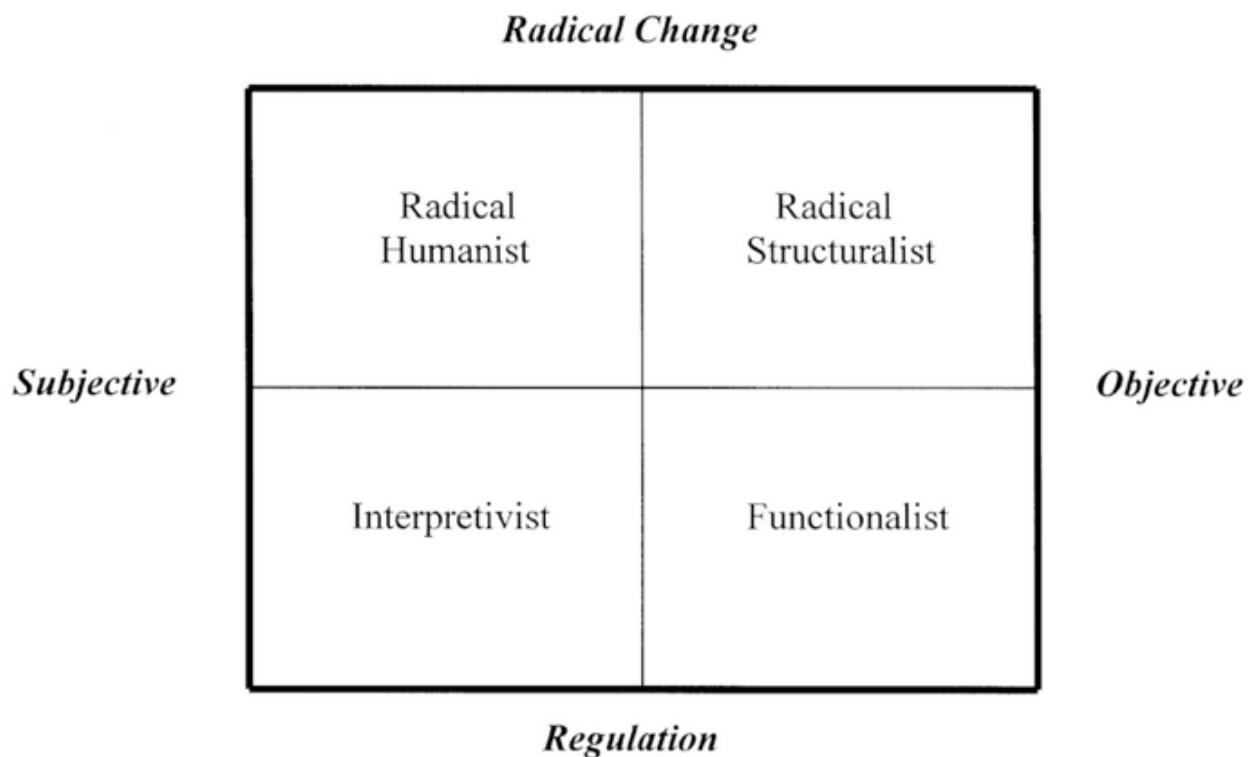 Radical Change
Radical
Humanist
Radical
Structuralist
Subjective
Objective
Interpretivist
Functionalist
Regulation